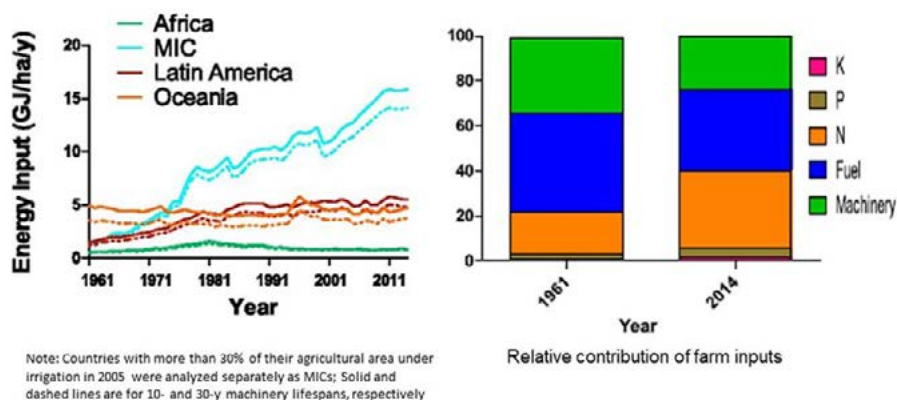 Africa
MIC
Latin America
Oceania
Energy Input (GJ/ha/y)
20
15
10
5
0
1961
1971
1981
1991
2001
2011
Year
Note: Countries with more than 30% of their agricultural area under
irrigation in 2005 were analyzed separately as MICs; Solid and
dashed lines are for 10- and 30-y machinery lifespans, respectively
100
80
60
40
20
0
1961
2014
Year
K
P
N
Fuel
Machinery
Relative contribution of farm inputs